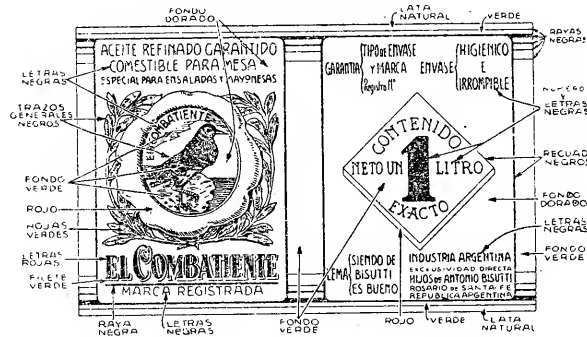 FONDO
DORADO
LATA
NATURAL
VERDE
RAYAS
NEGRAS
ACEITE REFINADO GARANTIDO
COMESTIBLE PARA MESA
ESPECIAL PARA ENSALADAS Y MAYONESAS
LETRAS
NEGRAS
TRAZOS
GENERALES
NEGROS
EL COMBATIENTE
FONDO
VERDE
ROJO
HOJAS
VERDES
LETRAS
ROJAS
FILETE
VERDE
EL COMBATIENTE
MARCA REGISTRADA
RAYA
NEGRA
LETRAS
NEGRAS
FONDO
VERDE
GARANTIA
TIPO DE ENVASE
Y MARCA
Registro Nº
ENVASE
HIGIENICO
E
IRROMPIBLE
Y
LETRAS
NEGRAS
CONTENIDO
NETO UN 1 LITRO
EXACTO
NEGROS
FONDO
DORADO
LETRAS
NEGRAS
FONDO
VERDE
LEMA
SIENDO DE
BISUTTI
ES BUENO
INDUSTRIA ARGENTINA
EXCLUSIVIDAD DIRECTA
HIJOS DE ANTONIO BISUTTI
ROSARIO DE SANTA FE
REPUBLICA ARGENTINA
ROJO
VERDE
LATA
NATURAL